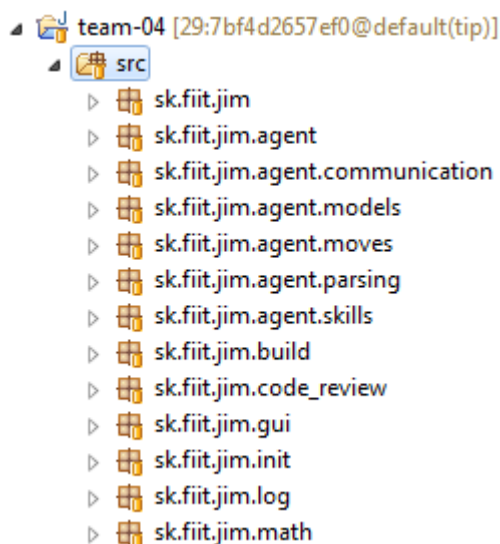 team-04 [29:7bf4d2657ef0@default(tip)]
src
sk.fiit.jim
sk.fiit.jim.agent
sk.fiit.jim.agent.communication
sk.fiit.jim.agent.models
sk.fiit.jim.agent.moves
sk.fiit.jim.agent.parsing
sk.fiit.jim.agent.skills
sk.fiit.jim.build
sk.fiit.jim.code_review
sk.fiit.jim.gui
sk.fiit.jim.init
sk.fiit.jim.log
sk.fiit.jim.math